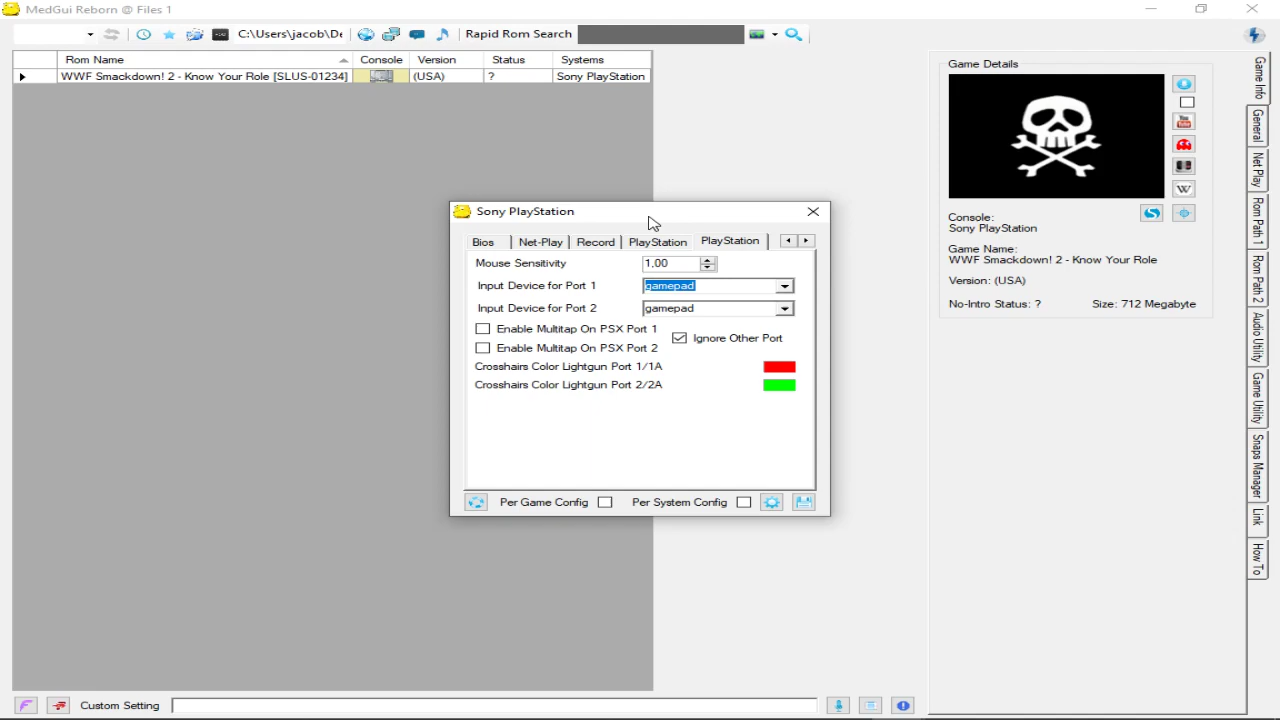 MedGui Reborn @ Files 1
C:\Users\jacob\De
Rapid Rom Search
Rom Name
Console
Version
Status
Systems
WWF Smackdown! 2 - Know Your Role [SLUS-01234]
(USA)
?
Sony PlayStation
Game Details
You
Tube
W
Console:
Sony PlayStation
Game Name:
WWF Smackdown! 2 - Know Your Role
Version: (USA)
No-Intro Status: ?
Size: 712 Megabyte
Game Info
General
Net Play
Rom Path 1
Rom Path 2
Audio Utility
Game Utility
Snaps Manager
Link
How To
Sony PlayStation
Bios
Net-Play
Record
PlayStation
PlayStation
Mouse Sensitivity
1.00
Input Device for Port 1
gamepad
Input Device for Port 2
gamepad
Enable Multitap On PSX Port 1
Ignore Other Port
Enable Multitap On PSX Port 2
Crosshairs Color Lightgun Port 1/1A
Crosshairs Color Lightgun Port 2/2A
Per Game Config
Per System Config
Custom Setting